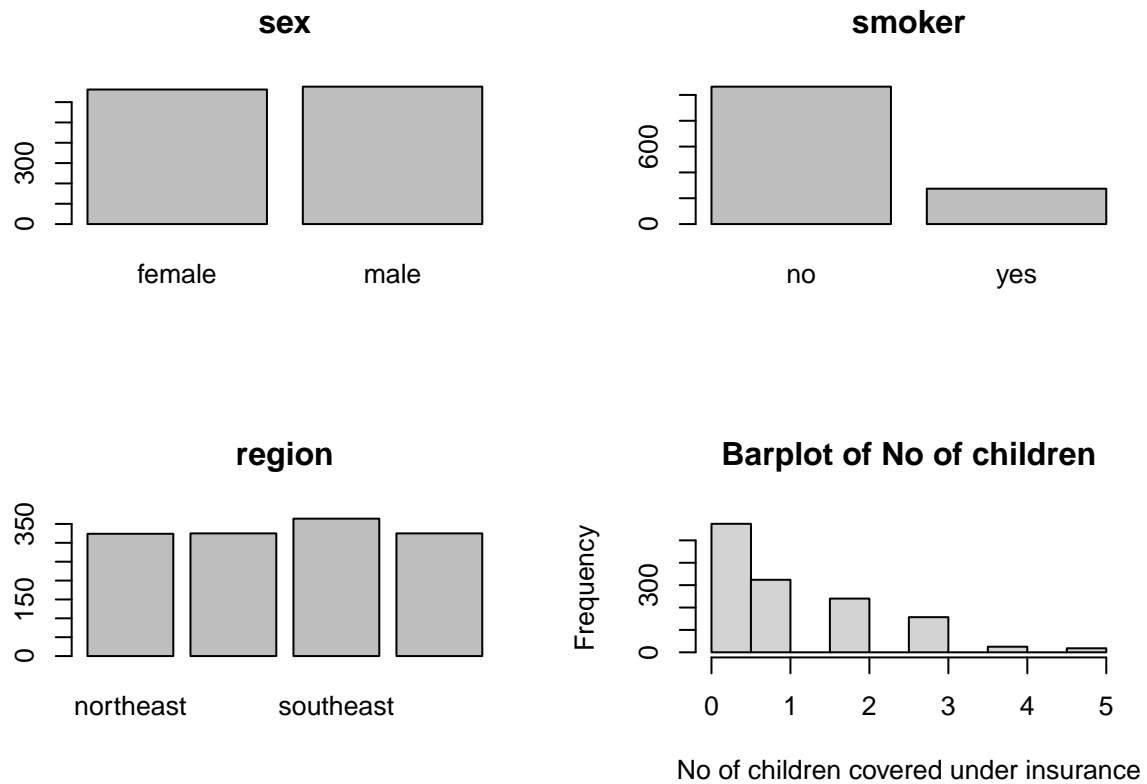 sex
0
300
female
male
smoker
0
600
no
yes
region
0
150
350
northeast
southeast
Barplot of No of children
Frequency
0
300
0 1 2 3 4 5
No of children covered under insurance